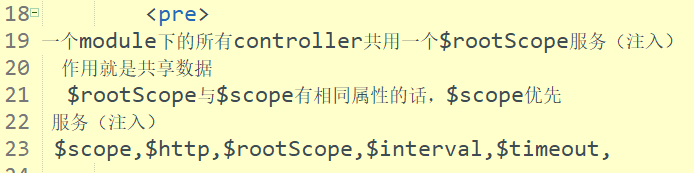 18 <pre>
19 一个module下的所有controller共用一个$rootScope服务（注入）
20 作用就是共享数据
21 $rootScope与$scope有相同属性的话，$scope优先
22 服务（注入）
23 $scope,$http,$rootScope,$interval,$timeout,